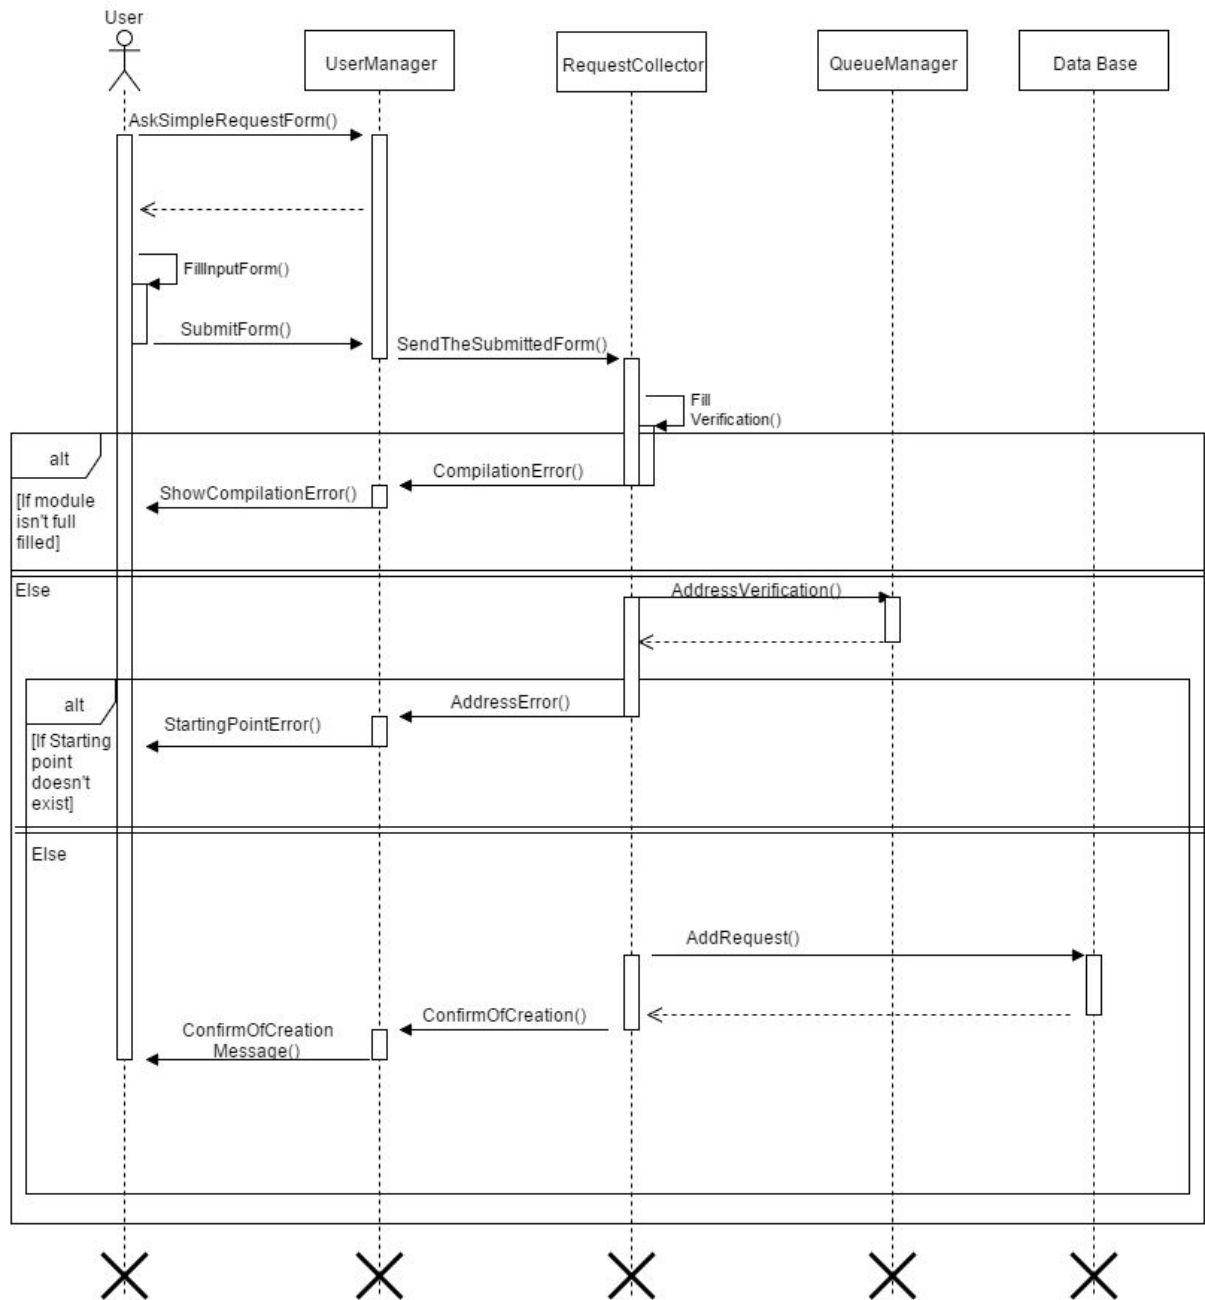 User
UserManager
RequestCollector
QueueManager
Data Base
AskSimpleRequestForm()
FillInputForm()
SubmitForm()
SendTheSubmittedForm()
Fill
Verification()
alt
CompilationError()
ShowCompilationError()
[If module
isn't full
filled]
Else
AddressVerification()
alt
AddressError()
StartingPointError()
[If Starting
point
doesn't
exist]
Else
AddRequest()
ConfirmOfCreation()
ConfirmOfCreation
Message()